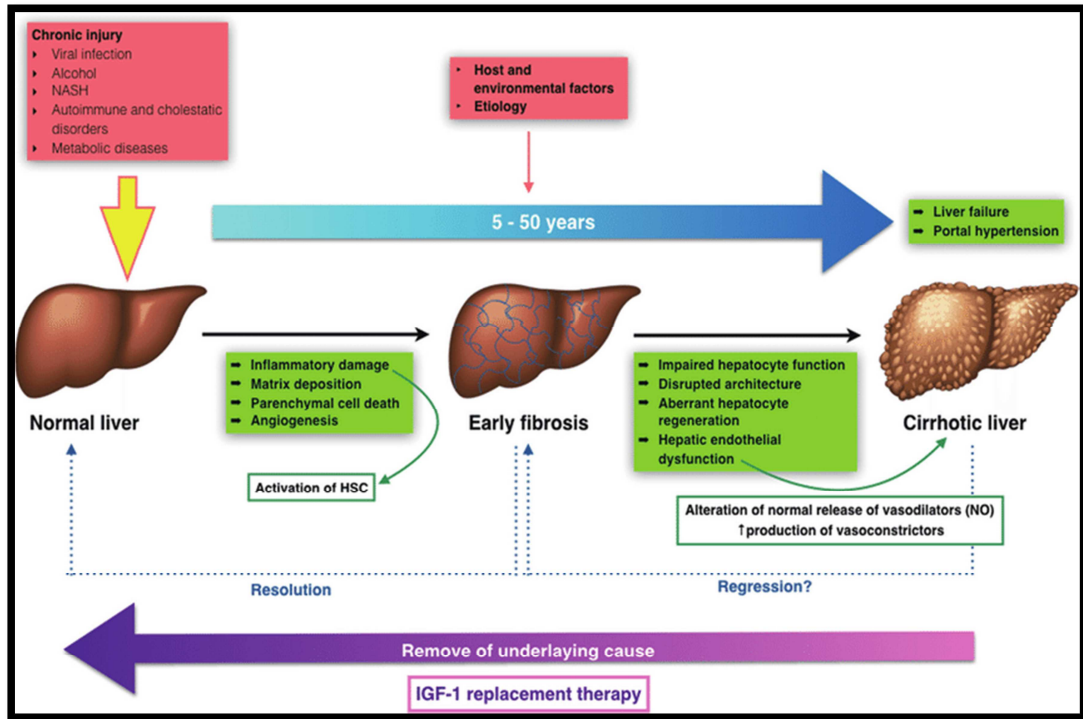 Chronic injury
Viral infection
Alcohol
NASH
Autoimmune and cholestatic
disorders
Metabolic diseases
Host and
environmental factors
Etiology
5 - 50 years
➡ Liver failure
➡ Portal hypertension
➡ Inflammatory damage
➡ Matrix deposition
➡ Parenchymal cell death
➡ Angiogenesis
➡ Impaired hepatocyte function
➡ Disrupted architecture
➡ Aberrant hepatocyte
regeneration
➡ Hepatic endothelial
dysfunction
Normal liver
Early fibrosis
Cirrhotic liver
Activation of HSC
Alteration of normal release of vasodilators (NO)
↑production of vasoconstrictors
Resolution
Regression?
Remove of underlaying cause
IGF-1 replacement therapy